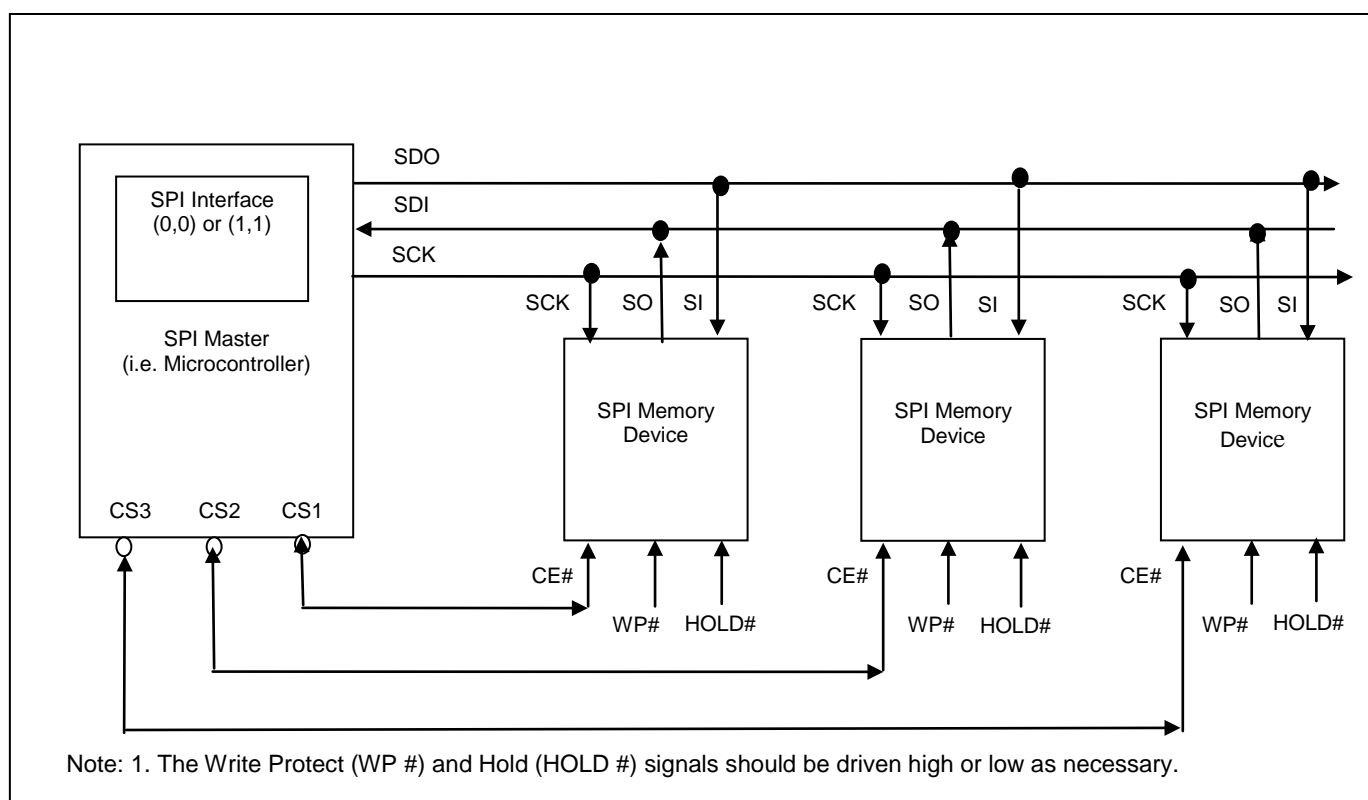 SDO
SPI Interface
(0,0) or (1,1)
SDI
SCK
SCK SO SI SCK SO SI SCK SO SI
SPI Master
(i.e. Microcontroller)
SPI Memory
Device
SPI Memory
Device
SPI Memory
Device
CS3 CS2 CS1
CE# CE# CE#
WP# HOLD# WP# HOLD# WP# HOLD#
Note: 1. The Write Protect (WP #) and Hold (HOLD #) signals should be driven high or low as necessary.